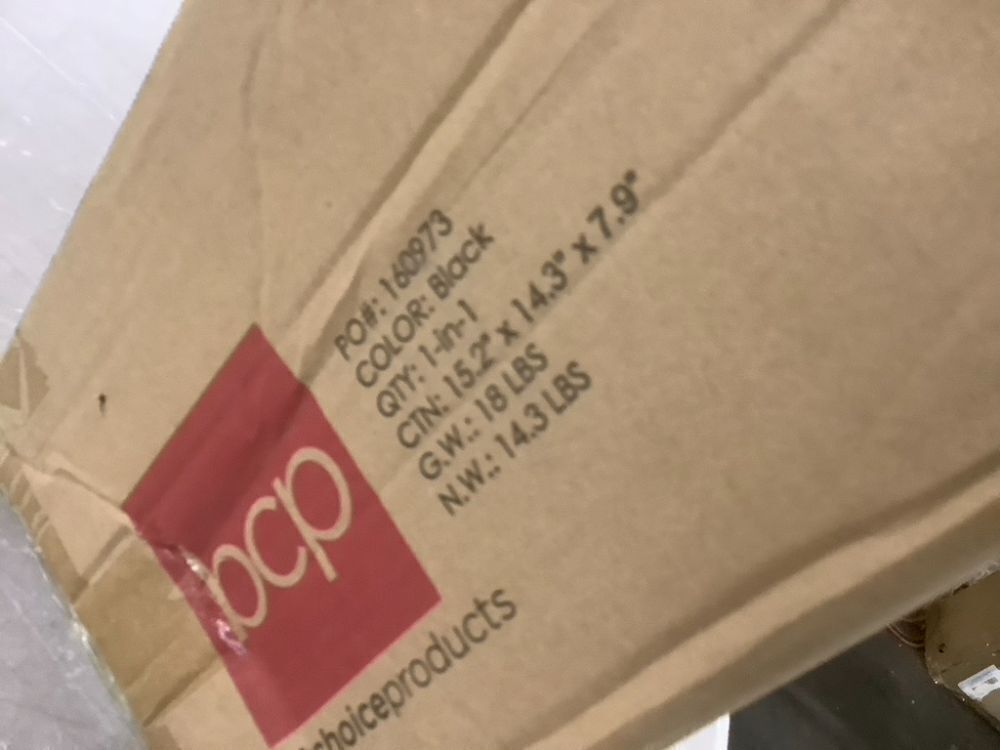 PO#: 160973
COLOR: Black
QTY: 1-in-1
CTN: 15.2" x 14.3" x 7.9"
G.W.: 18 LBS
N.W.: 14.3 LBS
bcp
choiceproducts